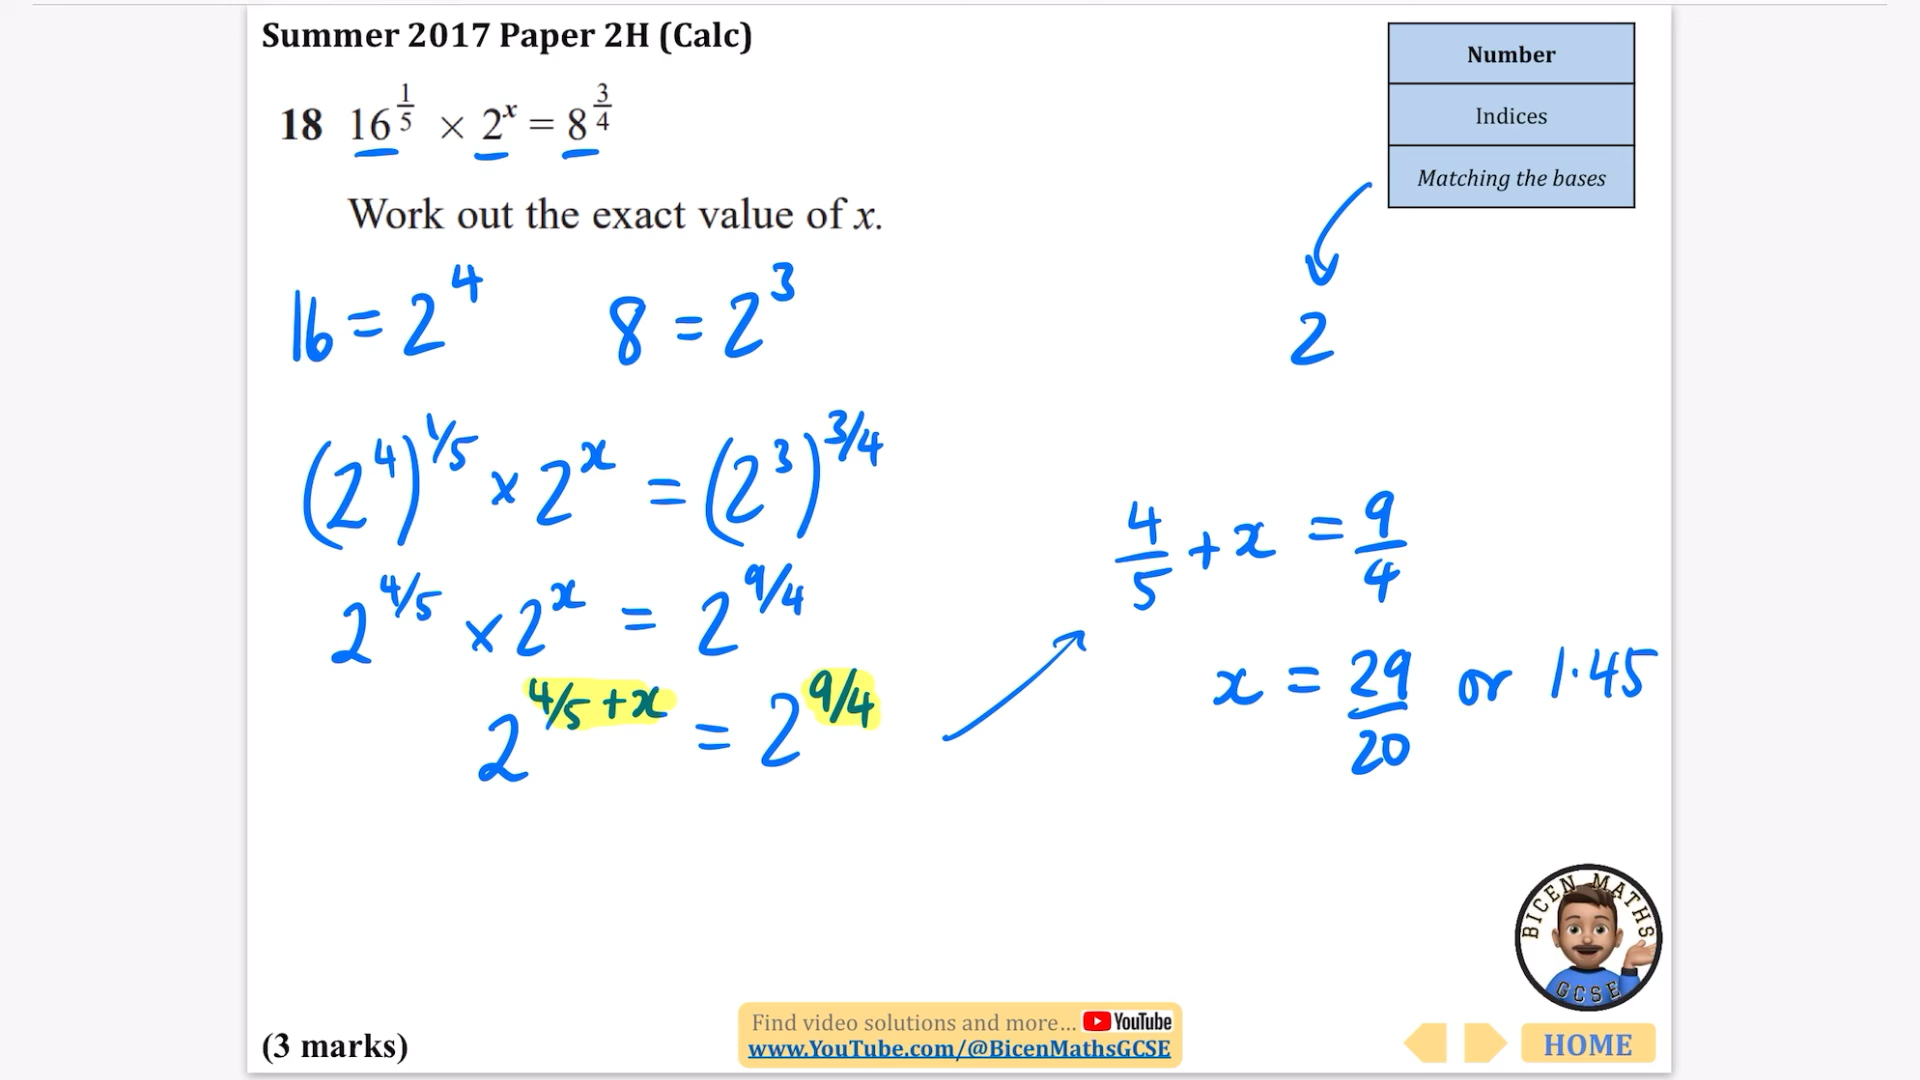 Summer 2017 Paper 2H (Calc)
Number
Indices
Matching the bases
18 16^(1/5) × 2^x = 8^(3/4)
Work out the exact value of x.
2
16 = 2^4 8 = 2^3
(2^4)^(1/5) × 2^x = (2^3)^(3/4)
2^(4/5) × 2^x = 2^(9/4)
2^(4/5 + x) = 2^(9/4)
4/5 + x = 9/4
x = 29/20 or 1·45
BICEN MATHS
GCSE
(3 marks)
Find video solutions and more... YouTube
www.YouTube.com/@BicenMathsGCSE
HOME